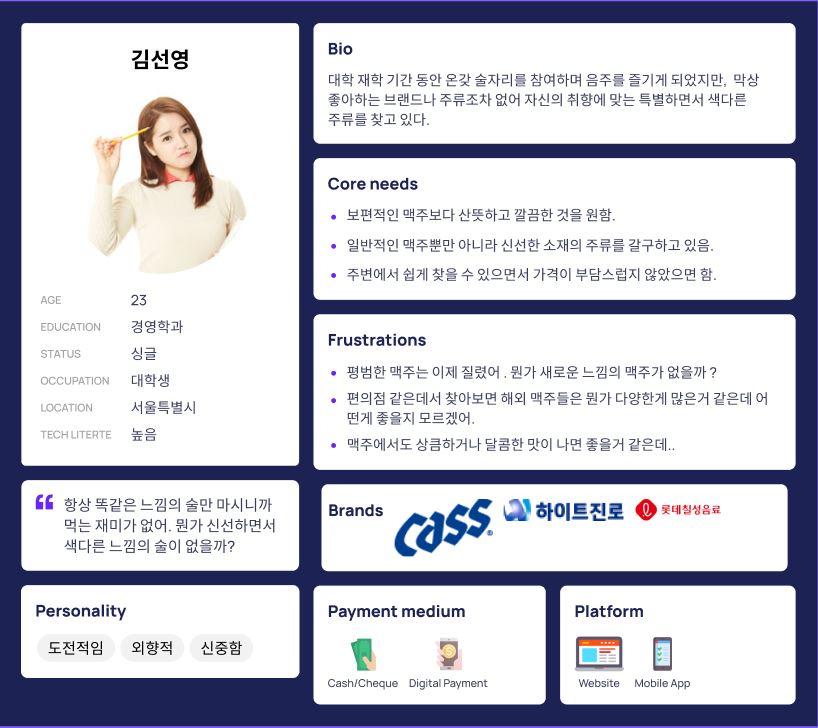 김선영
AGE 23
EDUCATION 경영학과
STATUS 싱글
OCCUPATION 대학생
LOCATION 서울특별시
TECH LITERTE 높음
항상 똑같은 느낌의 술만 마시니까
먹는 재미가 없어. 뭔가 신선하면서
색다른 느낌의 술이 없을까?
Personality
도전적임 외향적 신중함
Bio
대학 재학 기간 동안 온갖 술자리를 참여하며 음주를 즐기게 되었지만, 막상
좋아하는 브랜드나 주류조차 없어 자신의 취향에 맞는 특별하면서 색다른
주류를 찾고 있다.
Core needs
보편적인 맥주보다 산뜻하고 깔끔한 것을 원함.
일반적인 맥주뿐만 아니라 신선한 소재의 주류를 갈구하고 있음.
주변에서 쉽게 찾을 수 있으면서 가격이 부담스럽지 않았으면 함.
Frustrations
평범한 맥주는 이제 질렸어 . 뭔가 새로운 느낌의 맥주가 없을까 ?
편의점 같은데서 찾아보면 해외 맥주들은 뭔가 다양한게 많은거 같은데 어
떤게 좋을지 모르겠어.
맥주에서도 상큼하거나 달콤한 맛이 나면 좋을거 같은데..
Brands Cass® 하이트진로 롯데칠성음료
Payment medium
Cash/Cheque Digital Payment
Platform
Website Mobile App